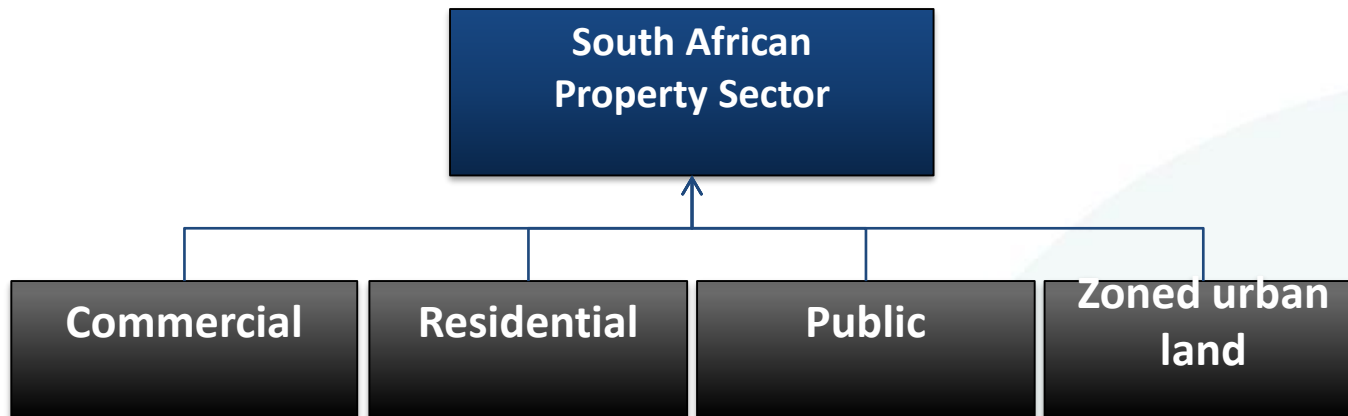 South African
Property Sector
Commercial
Residential
Public
Zoned urban
land